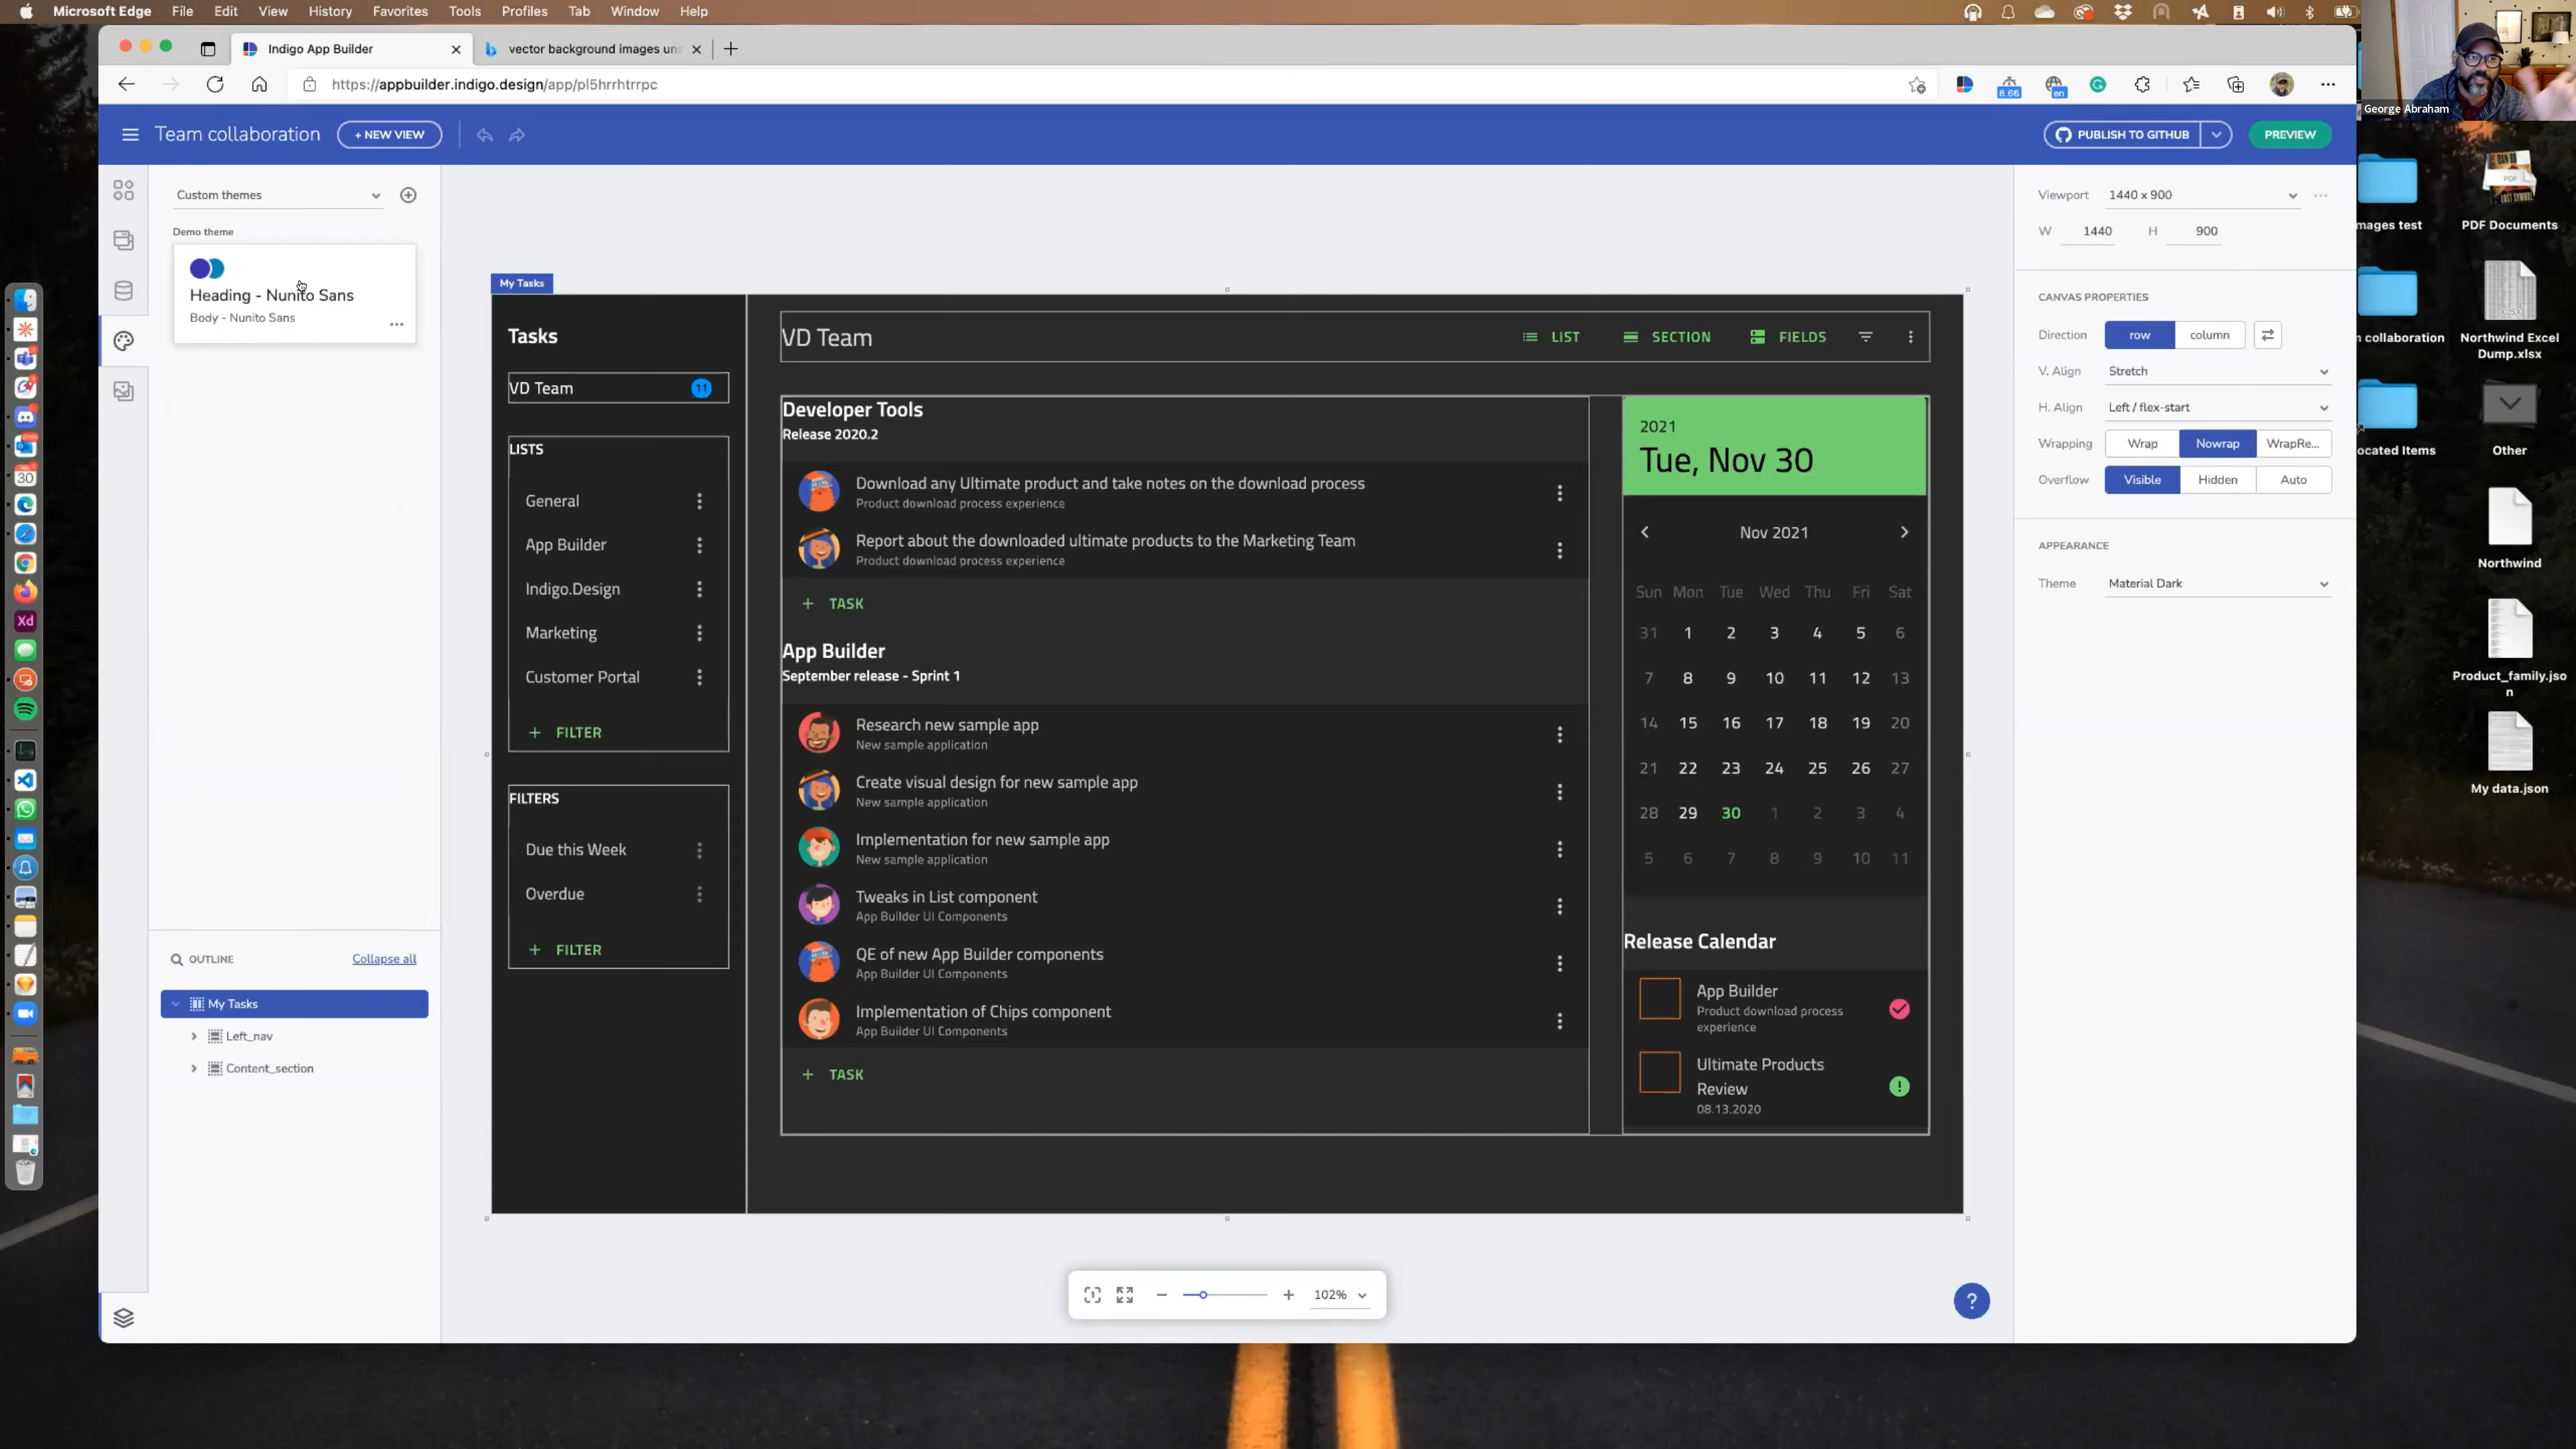 Microsoft Edge File Edit View History Favorites Tools Profiles Tab Window Help
Indigo App Builder
vector background images uns
https://appbuilder.indigo.design/app/pl5hrrhtrrpc
6.66
en
George Abraham
Team collaboration
+ NEW VIEW
PUBLISH TO GITHUB
PREVIEW
Custom themes
Demo theme
Heading - Nunito Sans
Body - Nunito Sans
OUTLINE
Collapse all
My Tasks
Left_nav
Content_section
My Tasks
Tasks
VD Team
11
LISTS
General
App Builder
Indigo.Design
Marketing
Customer Portal
+ FILTER
FILTERS
Due this Week
Overdue
+ FILTER
VD Team
LIST
SECTION
FIELDS
Developer Tools
Release 2020.2
Download any Ultimate product and take notes on the download process
Product download process experience
Report about the downloaded ultimate products to the Marketing Team
Product download process experience
+ TASK
App Builder
September release - Sprint 1
Research new sample app
New sample application
Create visual design for new sample app
New sample application
Implementation for new sample app
New sample application
Tweaks in List component
App Builder UI Components
QE of new App Builder components
App Builder UI Components
Implementation of Chips component
App Builder UI Components
+ TASK
2021
Tue, Nov 30
Nov 2021
Sun Mon Tue Wed Thu Fri Sat
31 1 2 3 4 5 6
7 8 9 10 11 12 13
14 15 16 17 18 19 20
21 22 23 24 25 26 27
28 29 30 1 2 3 4
5 6 7 8 9 10 11
Release Calendar
App Builder
Product download process
experience
Ultimate Products
Review
08.13.2020
102%
?
Viewport 1440 x 900
W 1440 H 900
CANVAS PROPERTIES
Direction row column
V. Align Stretch
H. Align Left / flex-start
Wrapping Wrap Nowrap WrapRe...
Overflow Visible Hidden Auto
APPEARANCE
Theme Material Dark
mages test
PDF Documents
collaboration
Northwind Excel
Dump.xlsx
ocated Items
Other
Northwind
Product_family.jso
n
My data.json
30
Xd